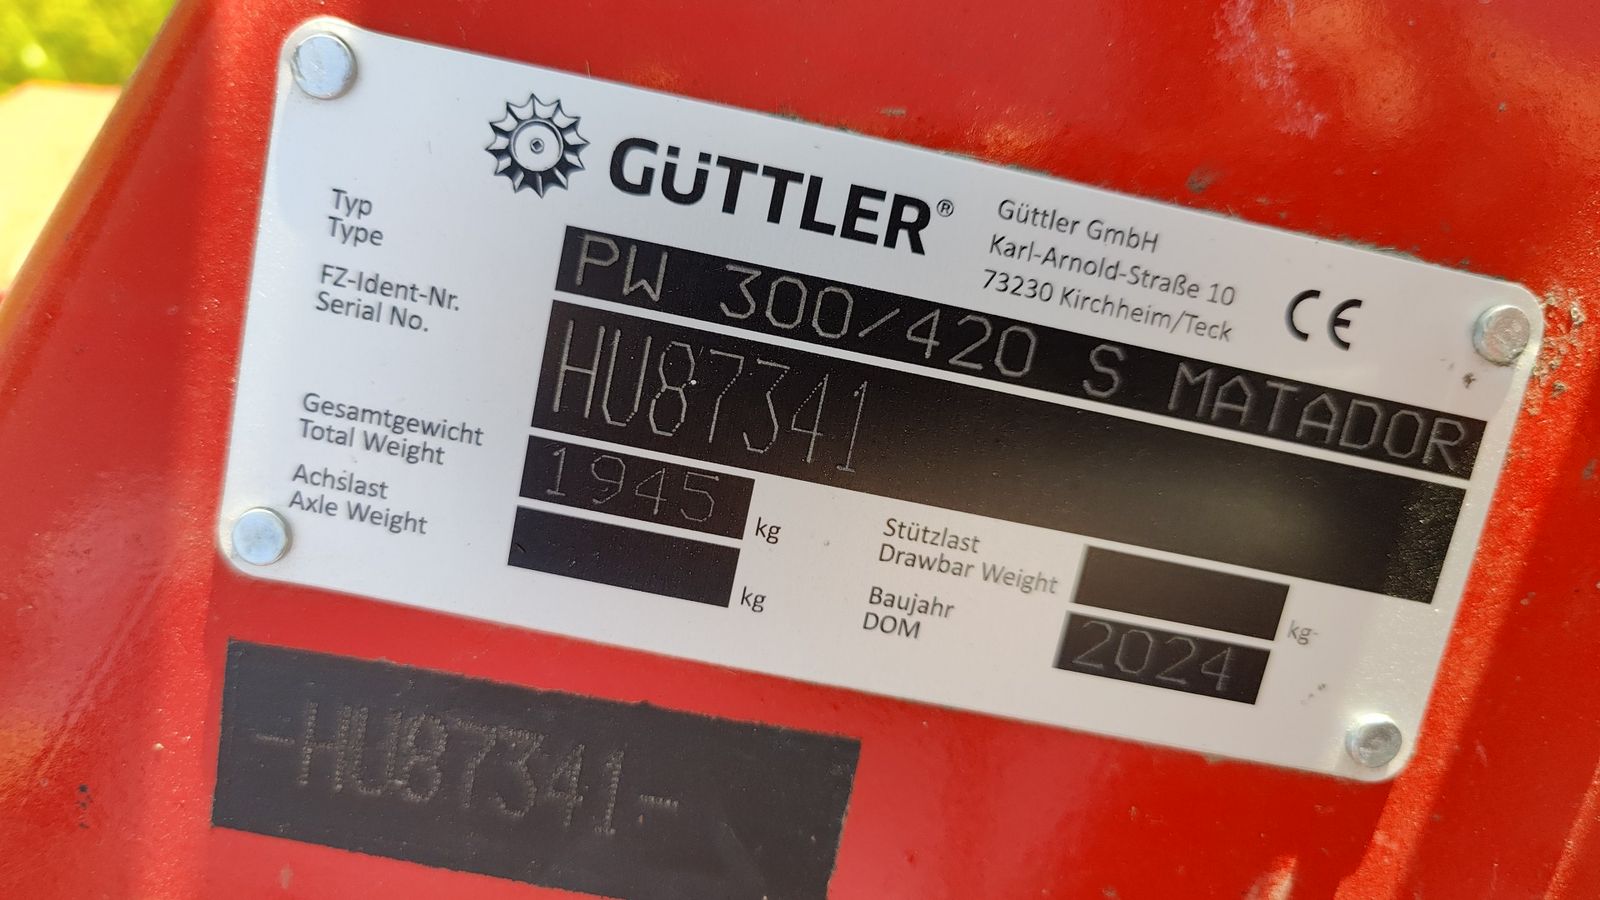 GÜTTLER®
Güttler GmbH
Karl-Arnold-Straße 10
73230 Kirchheim/Teck
CE
Typ
Type
PW 300/420 S MATADOR
FZ-Ident-Nr.
Serial No.
HU87341
Gesamtgewicht
Total Weight
1945 kg
Achslast
Axle Weight
kg
Stützlast
Drawbar Weight
kg
Baujahr
DOM
2024
-HU87341-